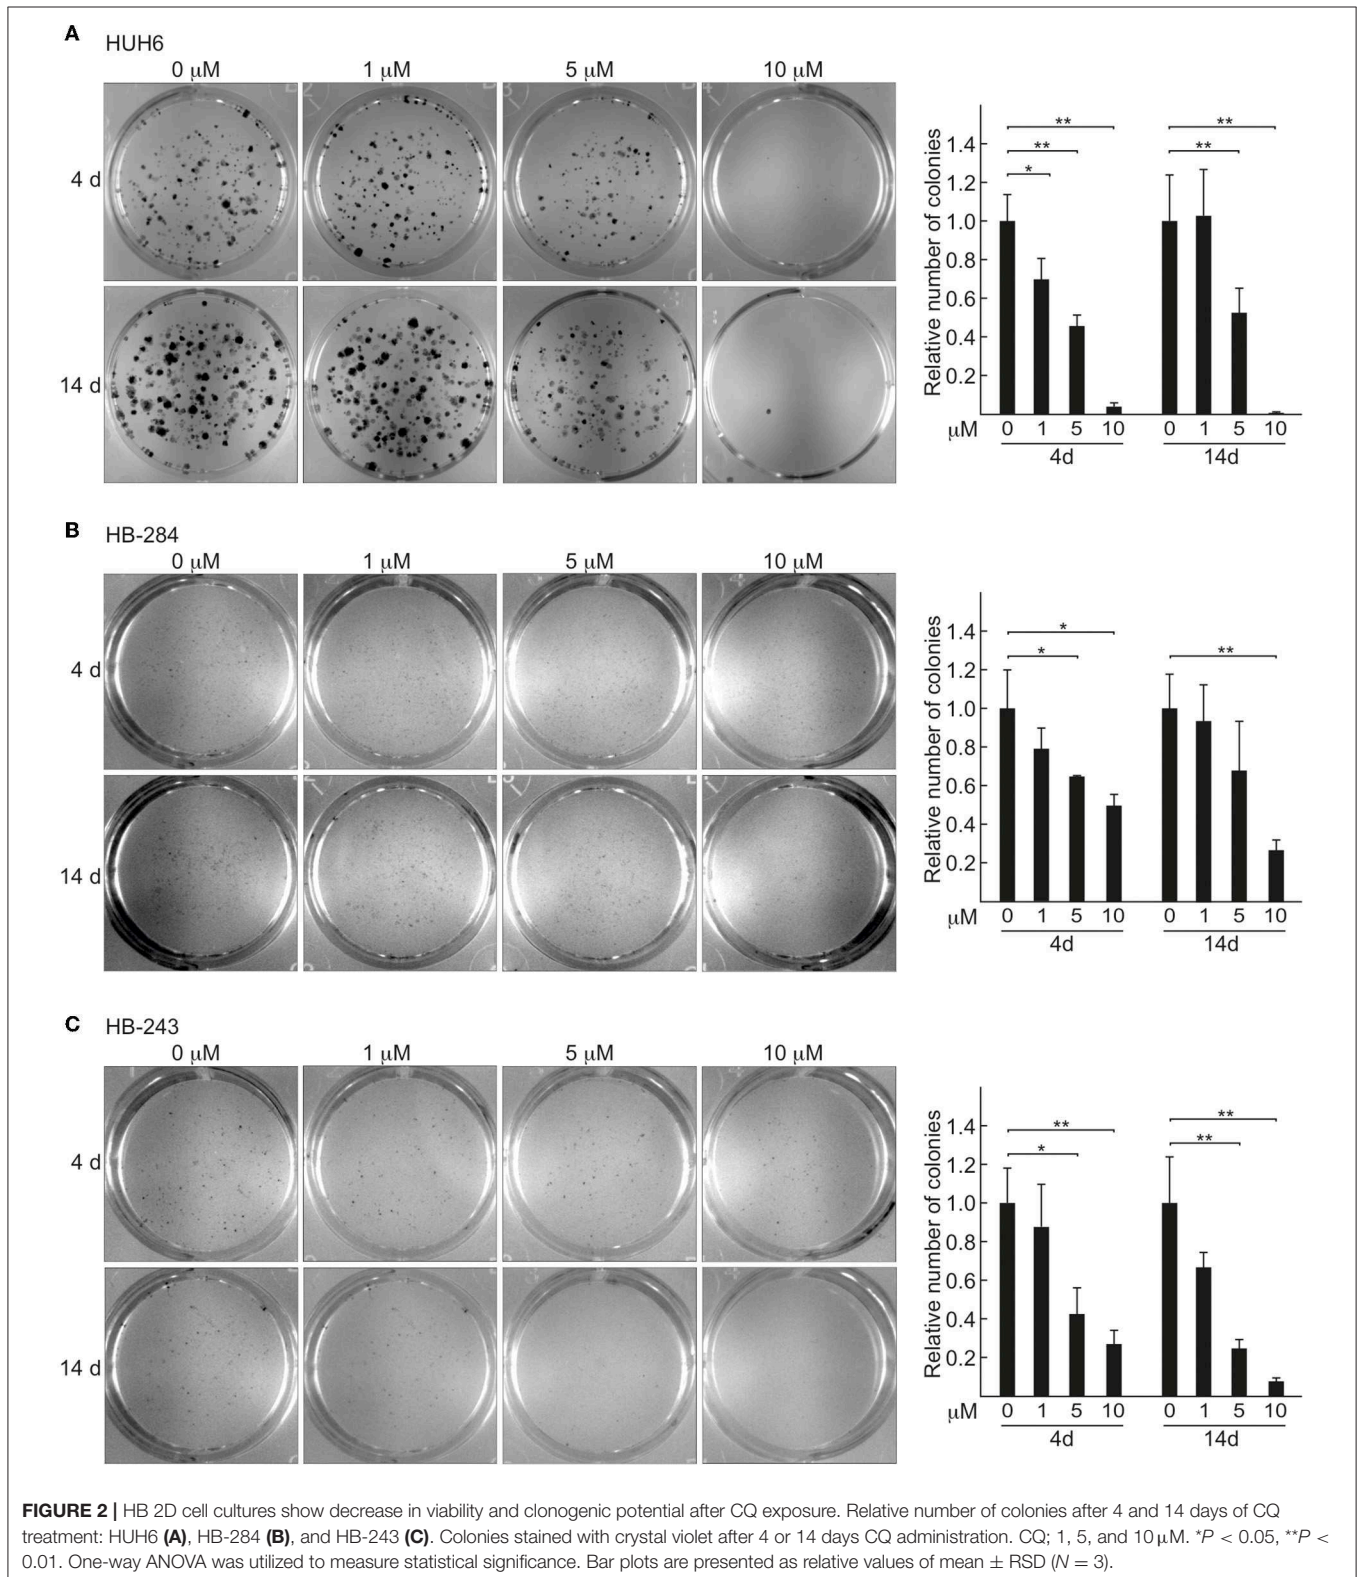 A
HUH6
0 μM 1 μM 5 μM 10 μM
4 d
14 d
Relative number of colonies
1.4
1.2
1.0
0.8
0.6
0.4
0.2
** ** *
** **
μM 0 1 5 10 0 1 5 10
4d 14d
B
HB-284
0 μM 1 μM 5 μM 10 μM
4 d
14 d
Relative number of colonies
1.4
1.2
1.0
0.8
0.6
0.4
0.2
* *
**
μM 0 1 5 10 0 1 5 10
4d 14d
C
HB-243
0 μM 1 μM 5 μM 10 μM
4 d
14 d
Relative number of colonies
1.4
1.2
1.0
0.8
0.6
0.4
0.2
** *
** **
μM 0 1 5 10 0 1 5 10
4d 14d
FIGURE 2 | HB 2D cell cultures show decrease in viability and clonogenic potential after CQ exposure. Relative number of colonies after 4 and 14 days of CQ
treatment: HUH6 (A), HB-284 (B), and HB-243 (C). Colonies stained with crystal violet after 4 or 14 days CQ administration. CQ; 1, 5, and 10 μM. *P < 0.05, **P <
0.01. One-way ANOVA was utilized to measure statistical significance. Bar plots are presented as relative values of mean ± RSD (N = 3).